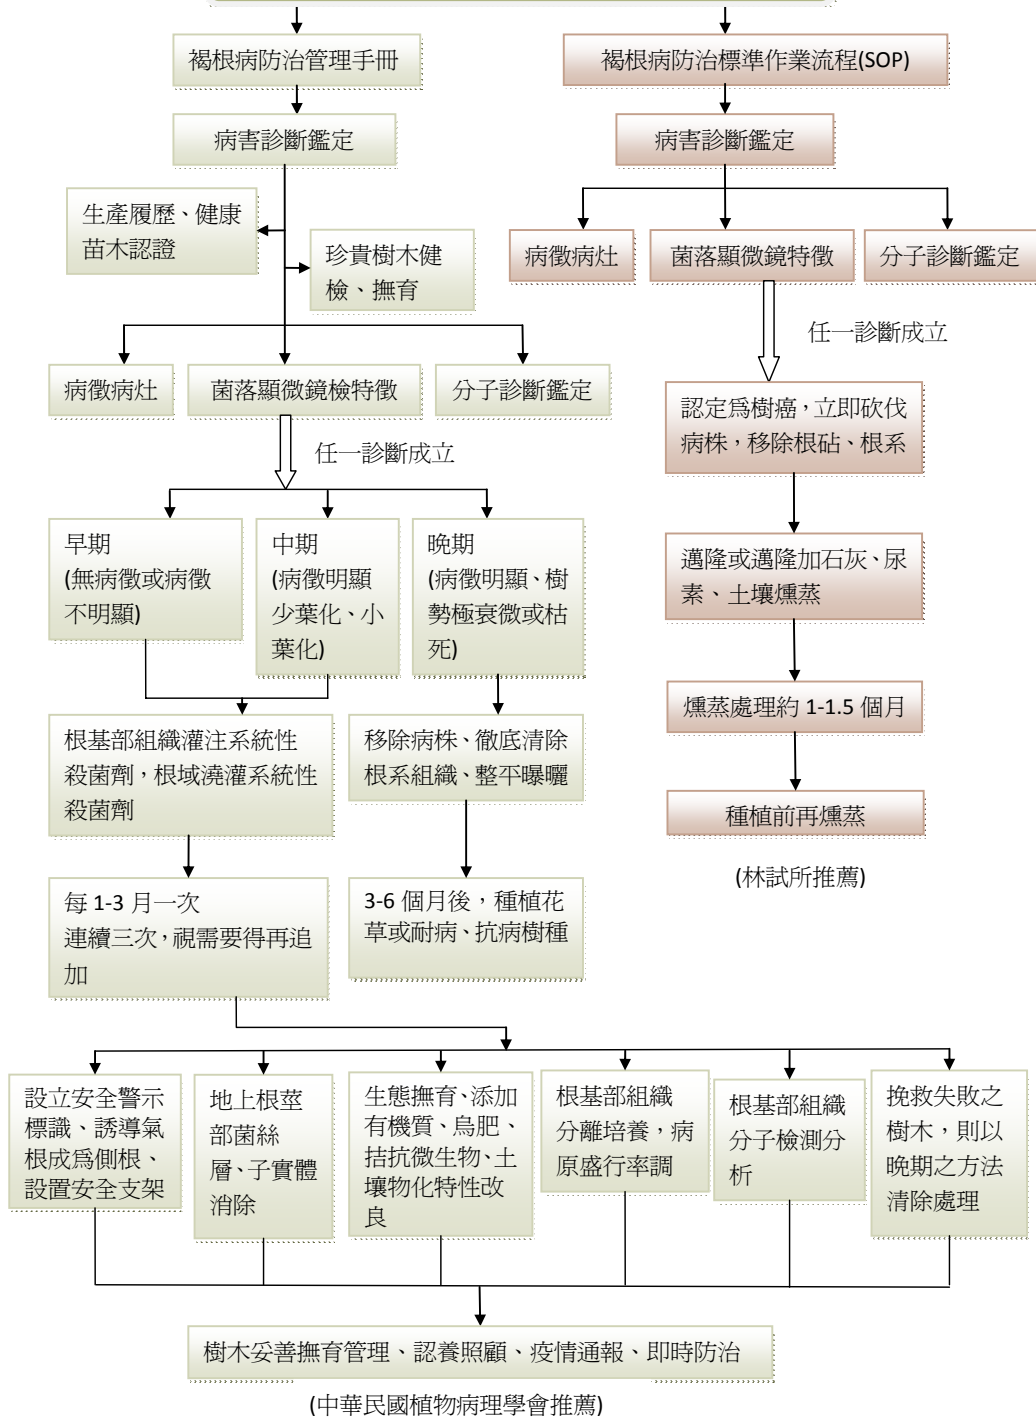 褐根病防治管理手冊
褐根病防治標準作業流程(SOP)
病害診斷鑑定
病害診斷鑑定
生產履歷、健康
苗木認證
珍貴樹木健
檢、撫育
病徵病灶
菌落顯微鏡特徵
分子診斷鑑定
任一診斷成立
病徵病灶
菌落顯微鏡檢特徵
分子診斷鑑定
任一診斷成立
認定為樹癌，立即砍伐
病株，移除根砧、根系
早期
(無病徵或病徵
不明顯)
中期
(病徵明顯
少葉化、小
葉化)
晚期
(病徵明顯、樹
勢極衰微或枯
死)
邁隆或邁隆加石灰、尿
素、土壤燻蒸
燻蒸處理約 1-1.5 個月
種植前再燻蒸
(林試所推薦)
根基部組織灌注系統性
殺菌劑，根域澆灌系統性
殺菌劑
移除病株、徹底清除
根系組織、整平曝曬
每 1-3 月一次
連續三次，視需要得再追
加
3-6 個月後，種植花
草或耐病、抗病樹種
設立安全警示
標識、誘導氣
根成為側根、
設置安全支架
地上根莖
部菌絲
層、子實體
消除
生態撫育、添加
有機質、烏肥、
拮抗微生物、土
壤物化特性改
良
根基部組織
分離培養，病
原盛行率調
根基部組織
分子檢測分
析
挽救失敗之
樹木，則以
晚期之方法
清除處理
樹木妥善撫育管理、認養照顧、疫情通報、即時防治
(中華民國植物病理學會推薦)